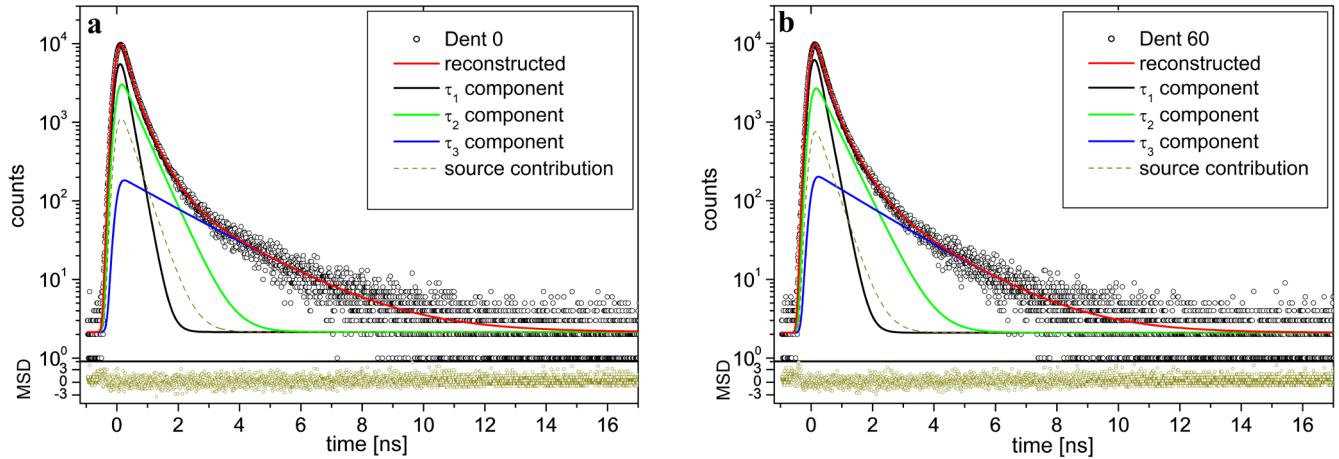 a
Dent 0
reconstructed
τ1 component
τ2 component
τ3 component
source contribution
10^4
10^3
10^2
10^1
10^0
counts
3
0
-3
MSD
0 2 4 6 8 10 12 14 16
time [ns]
b
Dent 60
reconstructed
τ1 component
τ2 component
τ3 component
source contribution
10^4
10^3
10^2
10^1
10^0
counts
3
0
-3
MSD
0 2 4 6 8 10 12 14 16
time [ns]